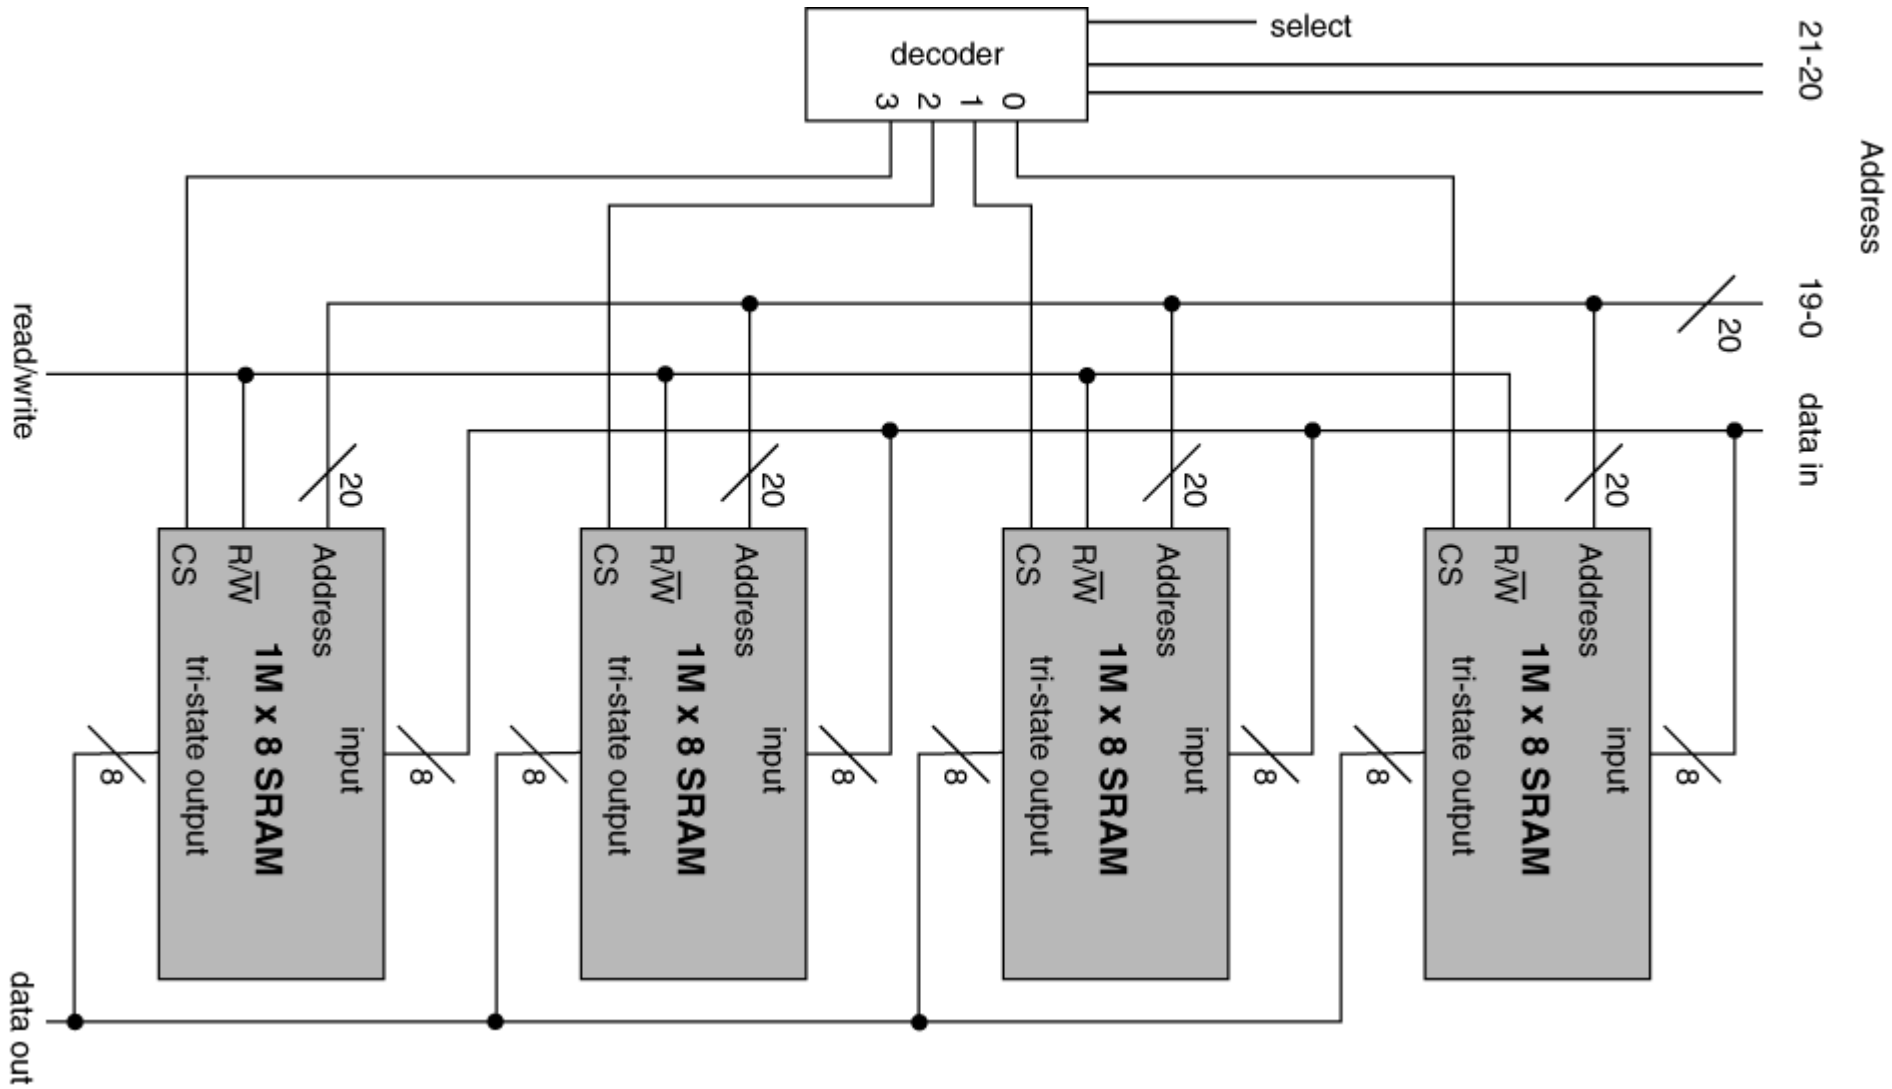 select
21-20
decoder
3 2 1 0
Address
19-0
20
read/write
data in
20
20
20
20
CS
R/W̅
Address
1M x 8 SRAM
tri-state output
input
8
8
CS
R/W̅
Address
1M x 8 SRAM
tri-state output
input
8
8
CS
R/W̅
Address
1M x 8 SRAM
tri-state output
input
8
8
CS
R/W̅
Address
1M x 8 SRAM
tri-state output
input
8
8
data out